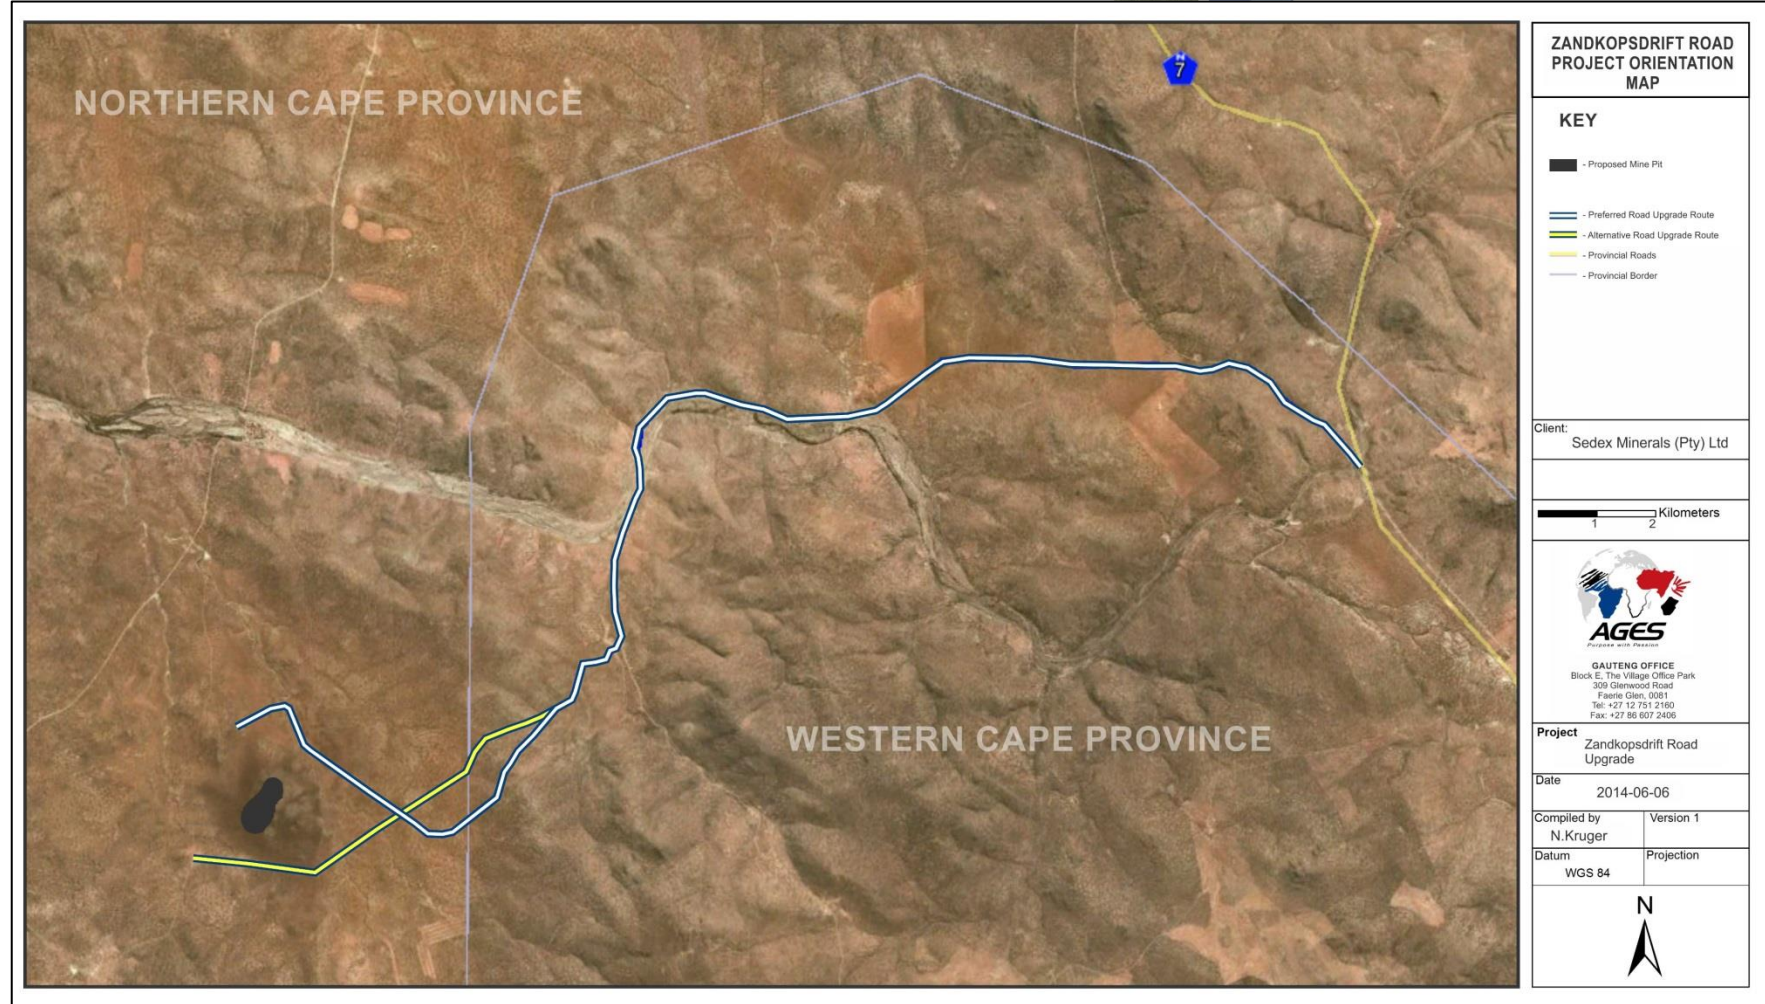 NORTHERN CAPE PROVINCE
N
7
WESTERN CAPE PROVINCE
ZANDKOPSDRIFT ROAD
PROJECT ORIENTATION
MAP
KEY
- Proposed Mine Pit
- Preferred Road Upgrade Route
- Alternative Road Upgrade Route
- Provincial Roads
- Provincial Border
Client:
Sedex Minerals (Pty) Ltd
Kilometers
1 2
AGES
Purpose with Passion
GAUTENG OFFICE
Block E, The Village Office Park
309 Glenwood Road
Faerie Glen, 0081
Tel: +27 12 751 2160
Fax: +27 86 607 2406
Project
Zandkopsdrift Road
Upgrade
Date
2014-06-06
Compiled by
N.Kruger
Version 1
Datum
WGS 84
Projection
N